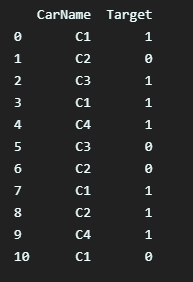 CarName Target
0 C1 1
1 C2 0
2 C3 1
3 C1 1
4 C4 1
5 C3 0
6 C2 0
7 C1 1
8 C2 1
9 C4 1
10 C1 0